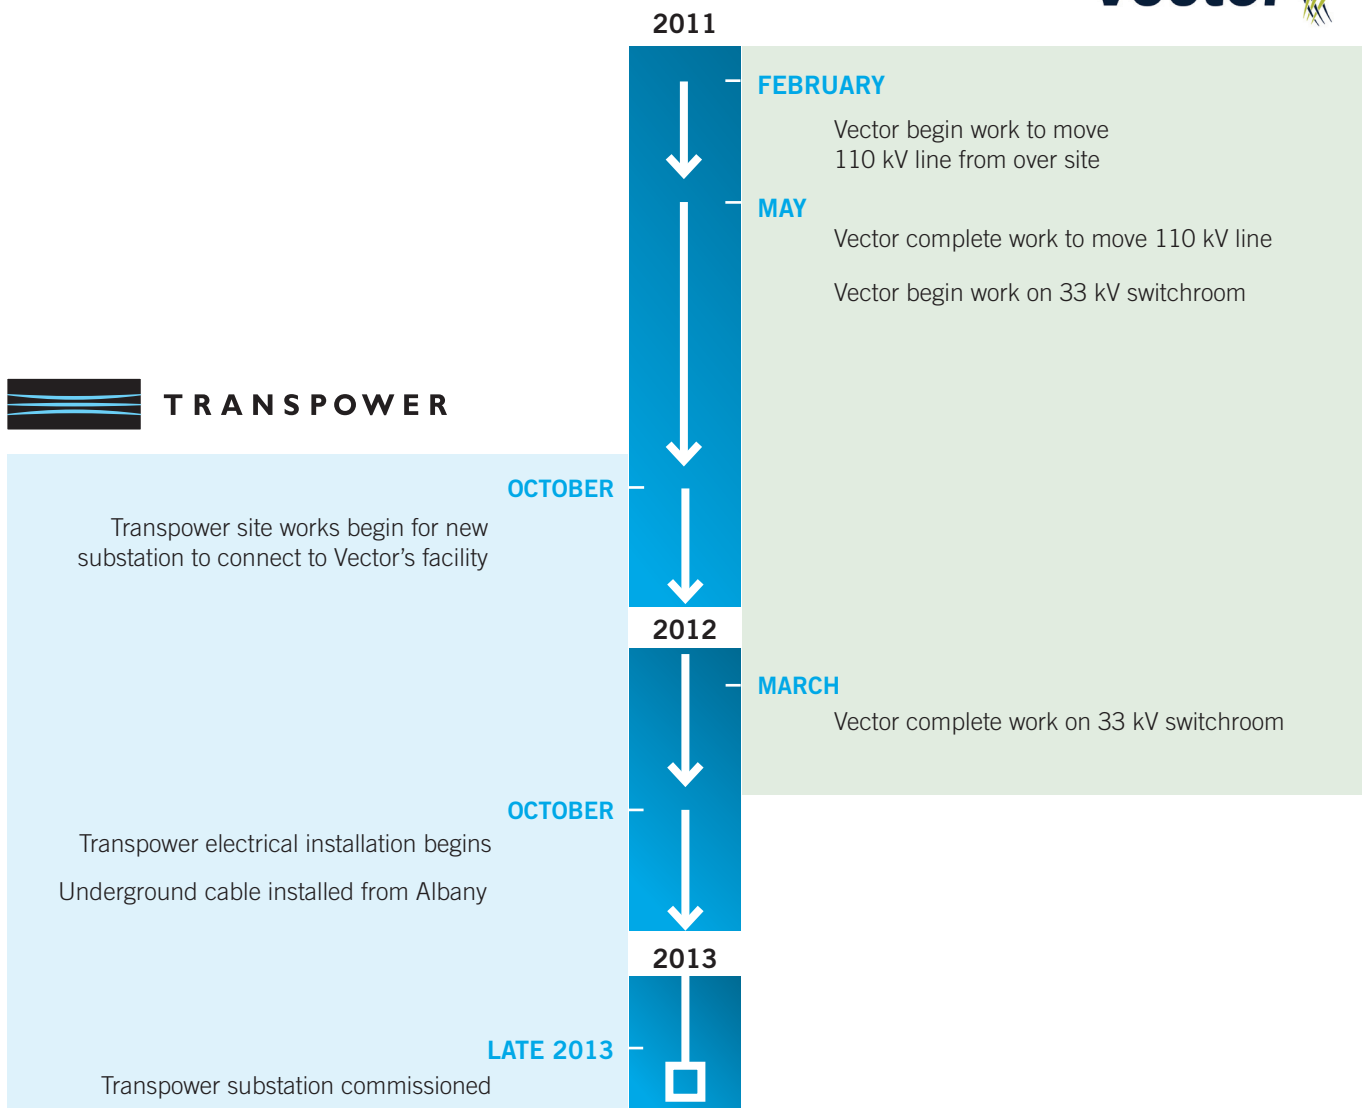 vector
2011
FEBRUARY
Vector begin work to move
110 kV line from over site
MAY
Vector complete work to move 110 kV line
Vector begin work on 33 kV switchroom
TRANSPOWER
OCTOBER
Transpower site works begin for new
substation to connect to Vector’s facility
2012
MARCH
Vector complete work on 33 kV switchroom
OCTOBER
Transpower electrical installation begins
Underground cable installed from Albany
2013
LATE 2013
Transpower substation commissioned